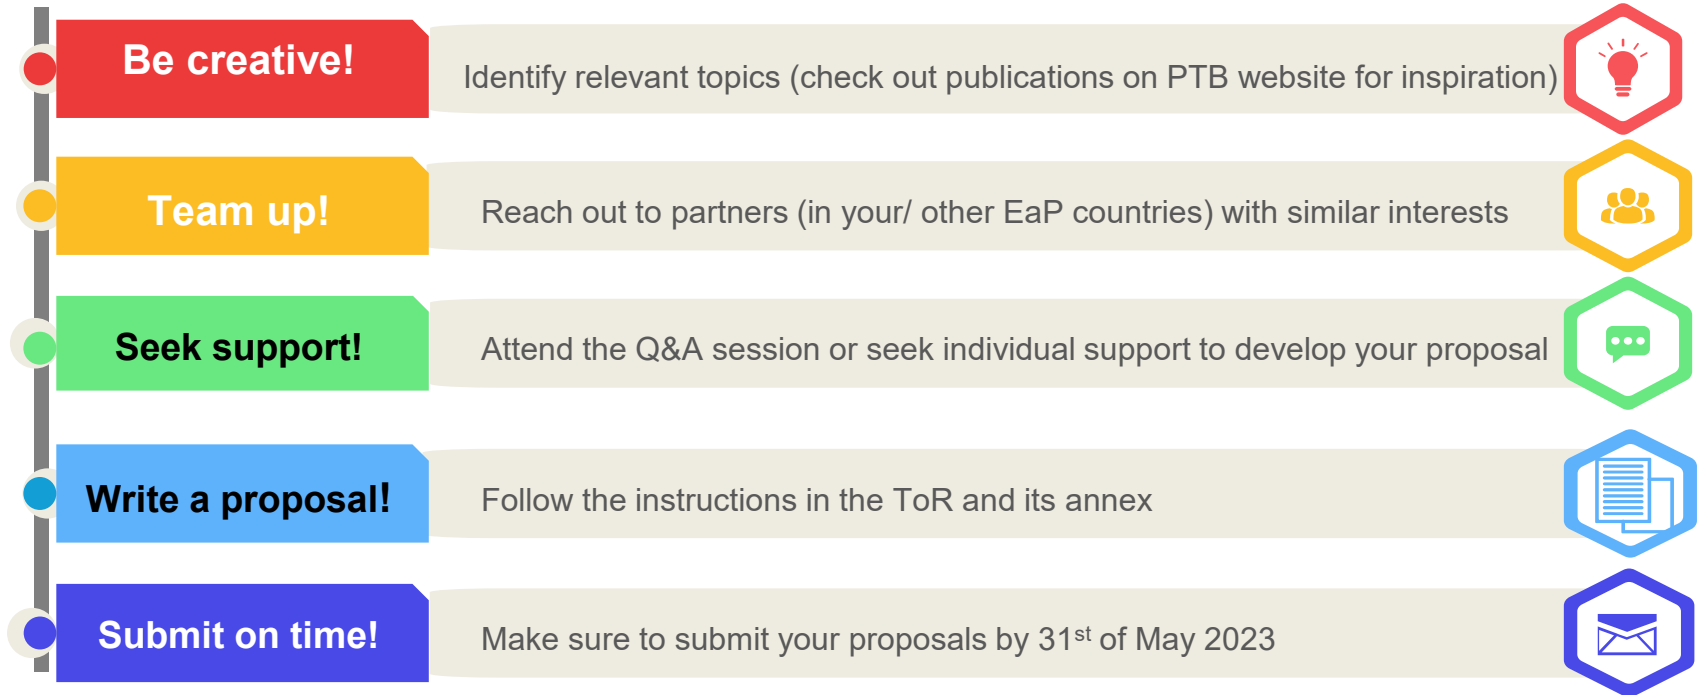 Be creative!
Identify relevant topics (check out publications on PTB website for inspiration)
Team up!
Reach out to partners (in your/ other EaP countries) with similar interests
Seek support!
Attend the Q&A session or seek individual support to develop your proposal
Write a proposal!
Follow the instructions in the ToR and its annex
Submit on time!
Make sure to submit your proposals by 31st of May 2023